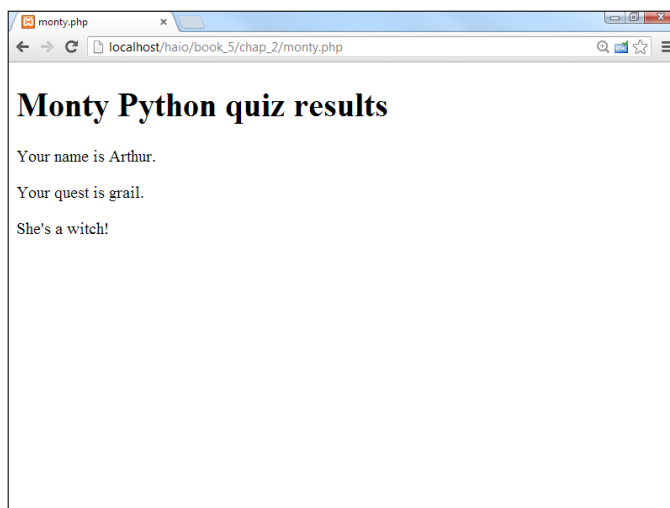 monty.php
localhost/haio/book_5/chap_2/monty.php
Monty Python quiz results
Your name is Arthur.
Your quest is grail.
She's a witch!